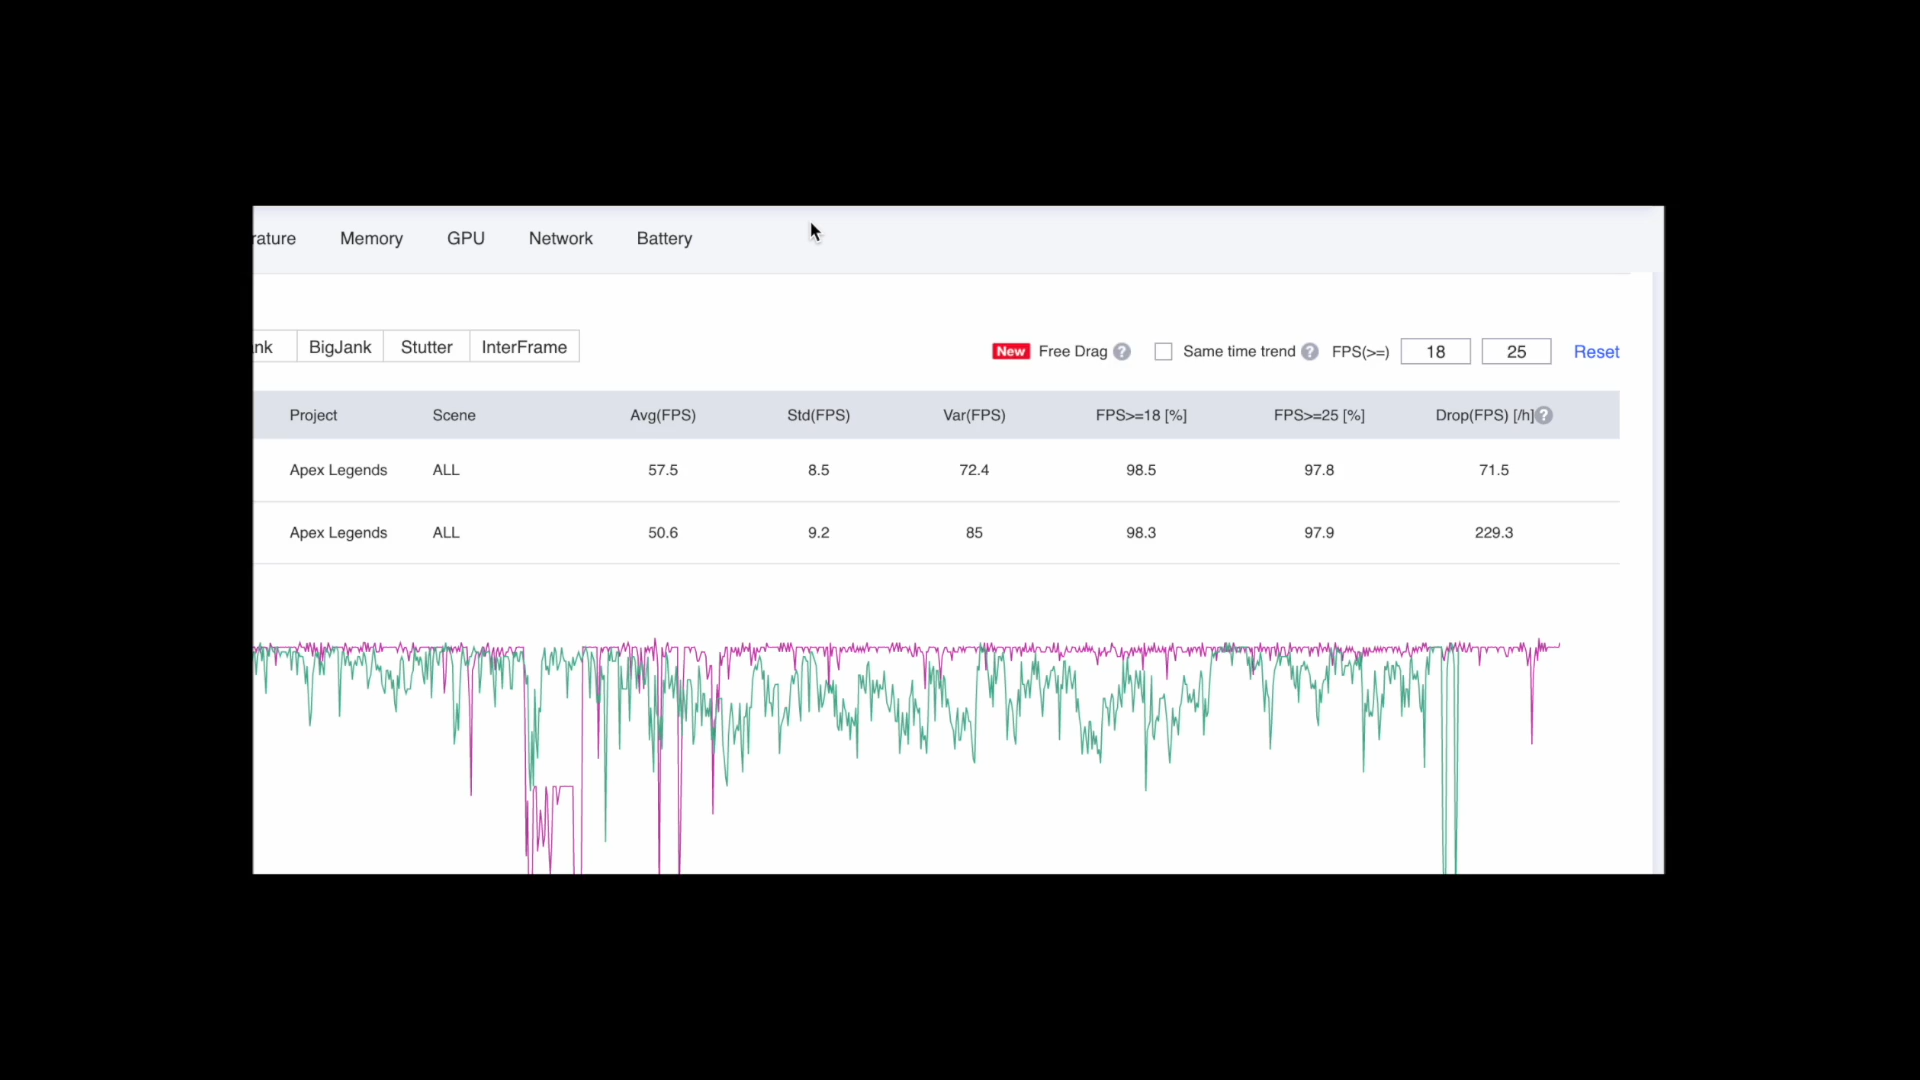 rature Memory GPU Network Battery
nk BigJank Stutter InterFrame New Free Drag ? Same time trend ? FPS(>=) 18 25 Reset
Project Scene Avg(FPS) Std(FPS) Var(FPS) FPS>=18 [%] FPS>=25 [%] Drop(FPS) [/h] ?
Apex Legends ALL 57.5 8.5 72.4 98.5 97.8 71.5
Apex Legends ALL 50.6 9.2 85 98.3 97.9 229.3